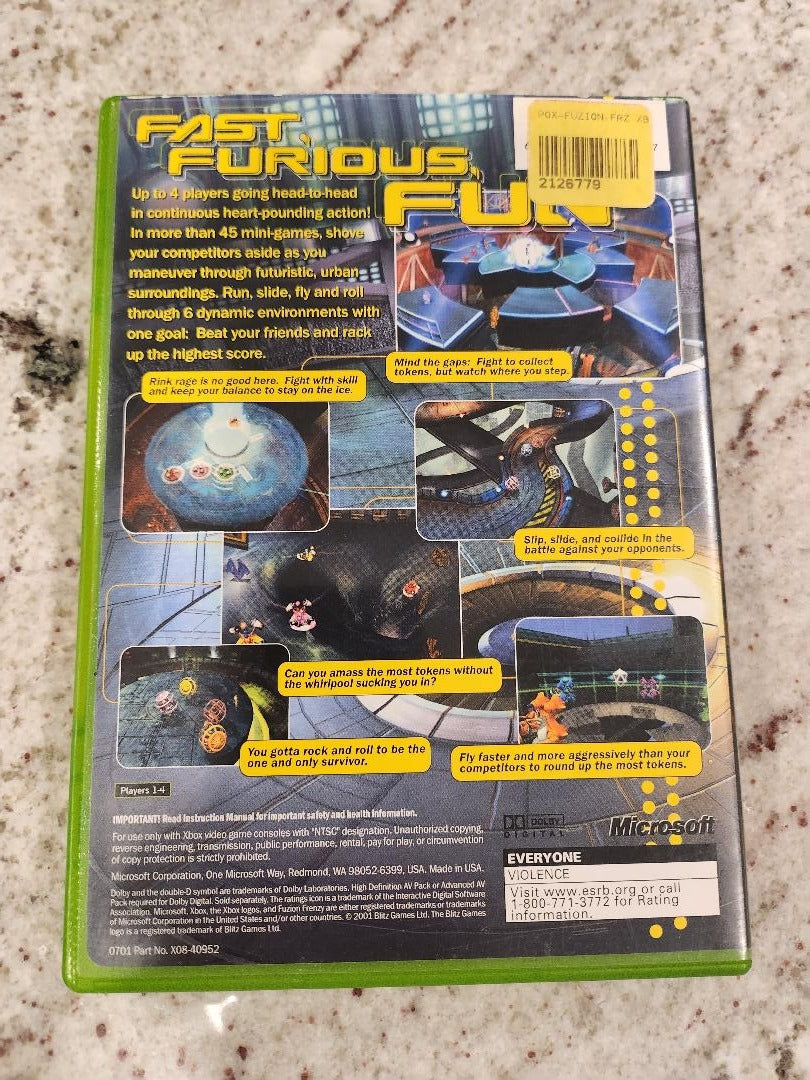 FAST,
FURIOUS,
FUN
POX-FUZION FRZ XB
2126779
7
Up to 4 players going head-to-head
in continuous heart-pounding action!
In more than 45 mini-games, shove
your competitors aside as you
maneuver through futuristic, urban
surroundings. Run, slide, fly and roll
through 6 dynamic environments with
one goal: Beat your friends and rack
up the highest score.
Mind the gaps: Fight to collect
tokens, but watch where you step.
Rink rage is no good here. Fight with skill
and keep your balance to stay on the ice.
Slip, slide, and collide in the
battle against your opponents.
Can you amass the most tokens without
the whirlpool sucking you in?
You gotta rock and roll to be the
one and only survivor.
Fly faster and more aggressively than your
competitors to round up the most tokens.
Players 1-4
IMPORTANT! Read Instruction Manual for important safety and health information.
For use only with Xbox video game consoles with "NTSC" designation. Unauthorized copying,
reverse engineering, transmission, public performance, rental, pay for play, or circumvention
of copy protection is strictly prohibited.
Microsoft Corporation, One Microsoft Way, Redmond, WA 98052-6399, USA. Made in USA.
Dolby and the double-D symbol are trademarks of Dolby Laboratories. High Definition AV Pack or Advanced AV
Pack required for Dolby Digital. Sold separately. The ratings icon is a trademark of the Interactive Digital Software
Association. Microsoft, Xbox, the Xbox logos, and Fuzion Frenzy are either registered trademarks or trademarks
of Microsoft Corporation in the United States and/or other countries. © 2001 Blitz Games Ltd. The Blitz Games
logo is a registered trademark of Blitz Games Ltd.
0701 Part No. X08-40952
DOLBY
DIGITAL
Microsoft
EVERYONE
VIOLENCE
Visit www.esrb.org or call
1-800-771-3772 for Rating
Information.